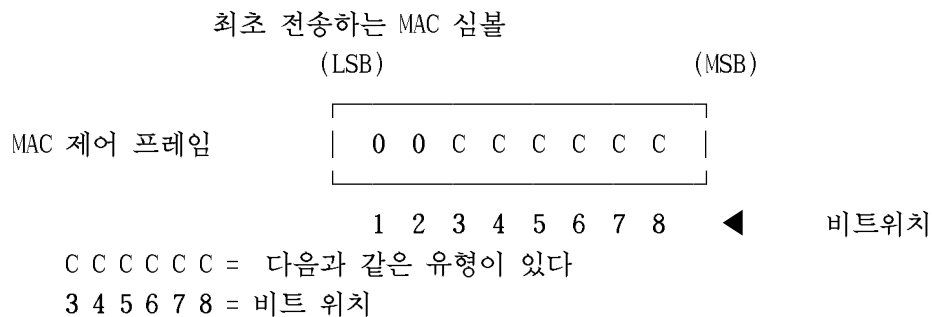 최초 전송하는 MAC 심볼
(LSB) (MSB)
MAC 제어 프레임 0 0 C C C C C C
1 2 3 4 5 6 7 8 ◀ 비트위치
C C C C C C = 다음과 같은 유형이 있다
3 4 5 6 7 8 = 비트 위치